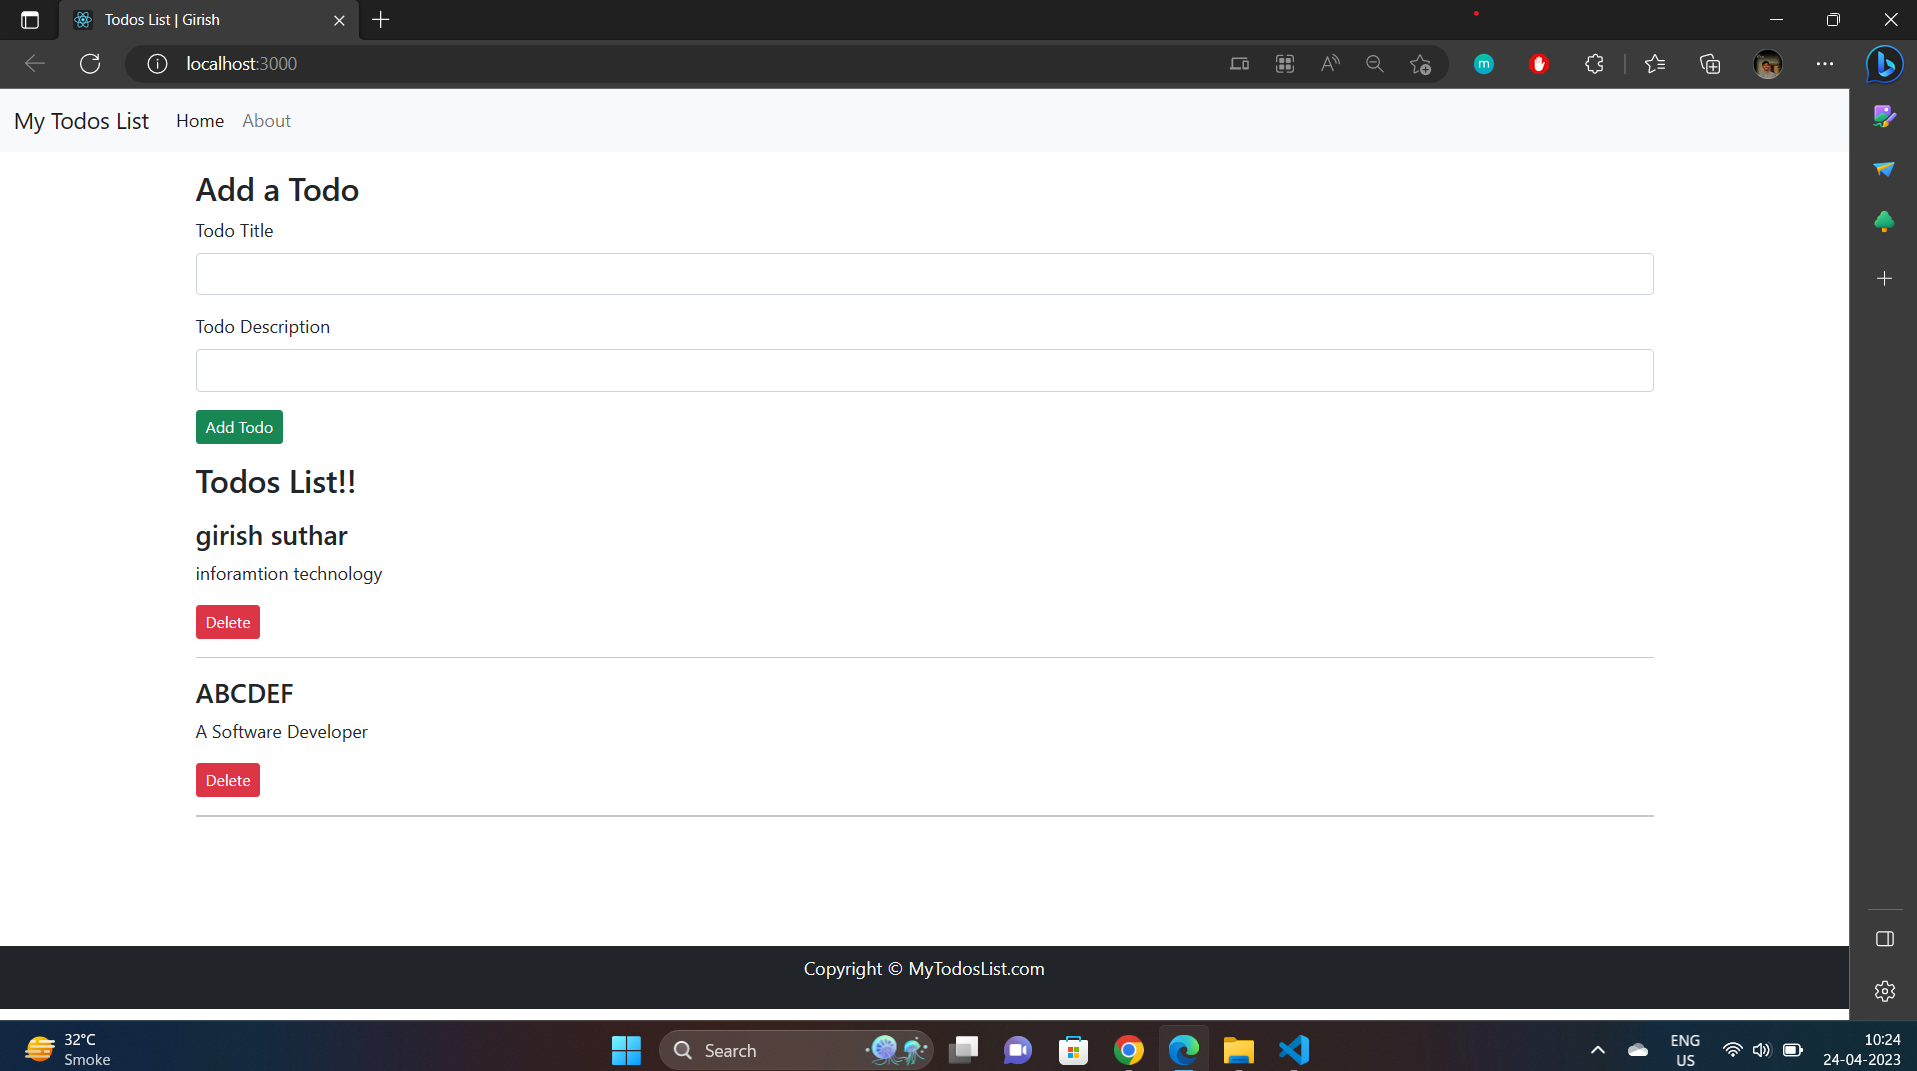 Todos List | Girish
localhost:3000
m
My Todos List Home About
Add a Todo
Todo Title
Todo Description
Add Todo
Todos List!!
girish suthar
inforamtion technology
Delete
ABCDEF
A Software Developer
Delete
Copyright © MyTodosList.com
32°C
Smoke
Search
ENG
US
10:24
24-04-2023